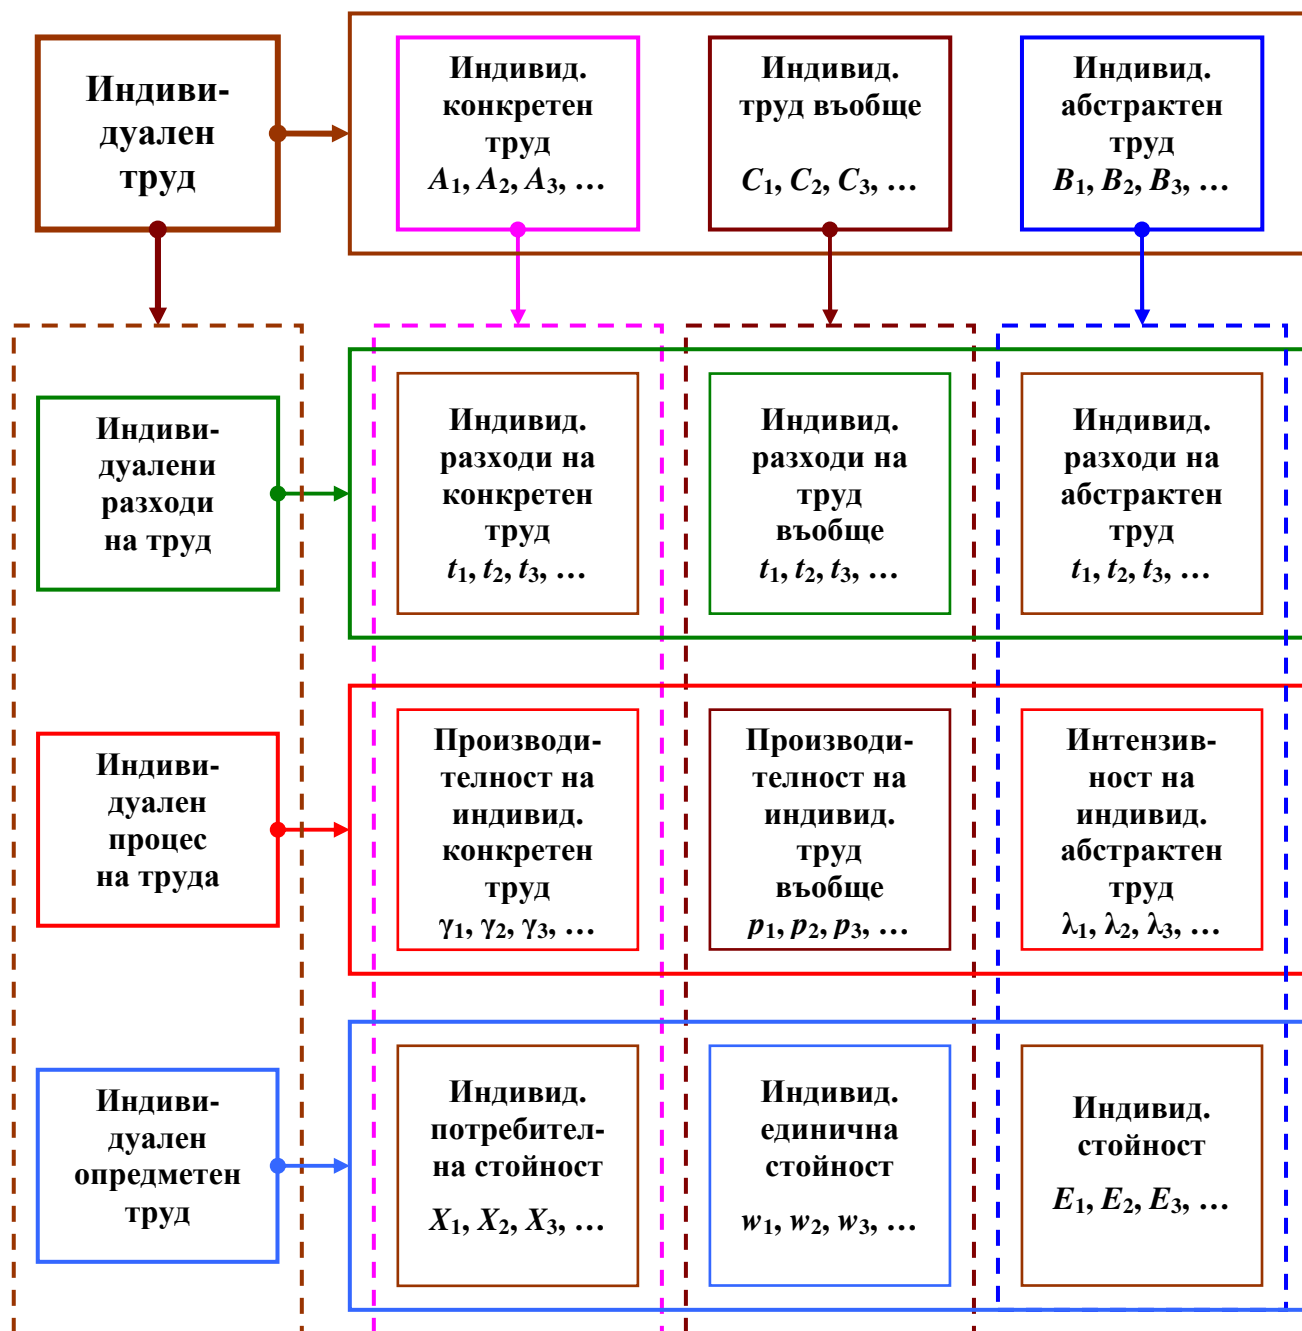 Индиви-
дуален
труд
Индивид.
конкретен
труд
A1, A2, A3, …
Индивид.
труд въобще
C1, C2, C3, …
Индивид.
абстрактен
труд
B1, B2, B3, …
Индиви-
дуалени
разходи
на труд
Индивид.
разходи на
конкретен
труд
t1, t2, t3, …
Индивид.
разходи на
труд
въобще
t1, t2, t3, …
Индивид.
разходи на
абстрактен
труд
t1, t2, t3, …
Индиви-
дуален
процес
на труда
Производи-
телност на
индивид.
конкретен
труд
γ1, γ2, γ3, …
Производи-
телност на
индивид.
труд
въобще
p1, p2, p3, …
Интензив-
ност на
индивид.
абстрактен
труд
λ1, λ2, λ3, …
Индиви-
дуален
опредметен
труд
Индивид.
потребител-
на стойност
X1, X2, X3, …
Индивид.
единична
стойност
w1, w2, w3, …
Индивид.
стойност
E1, E2, E3, …